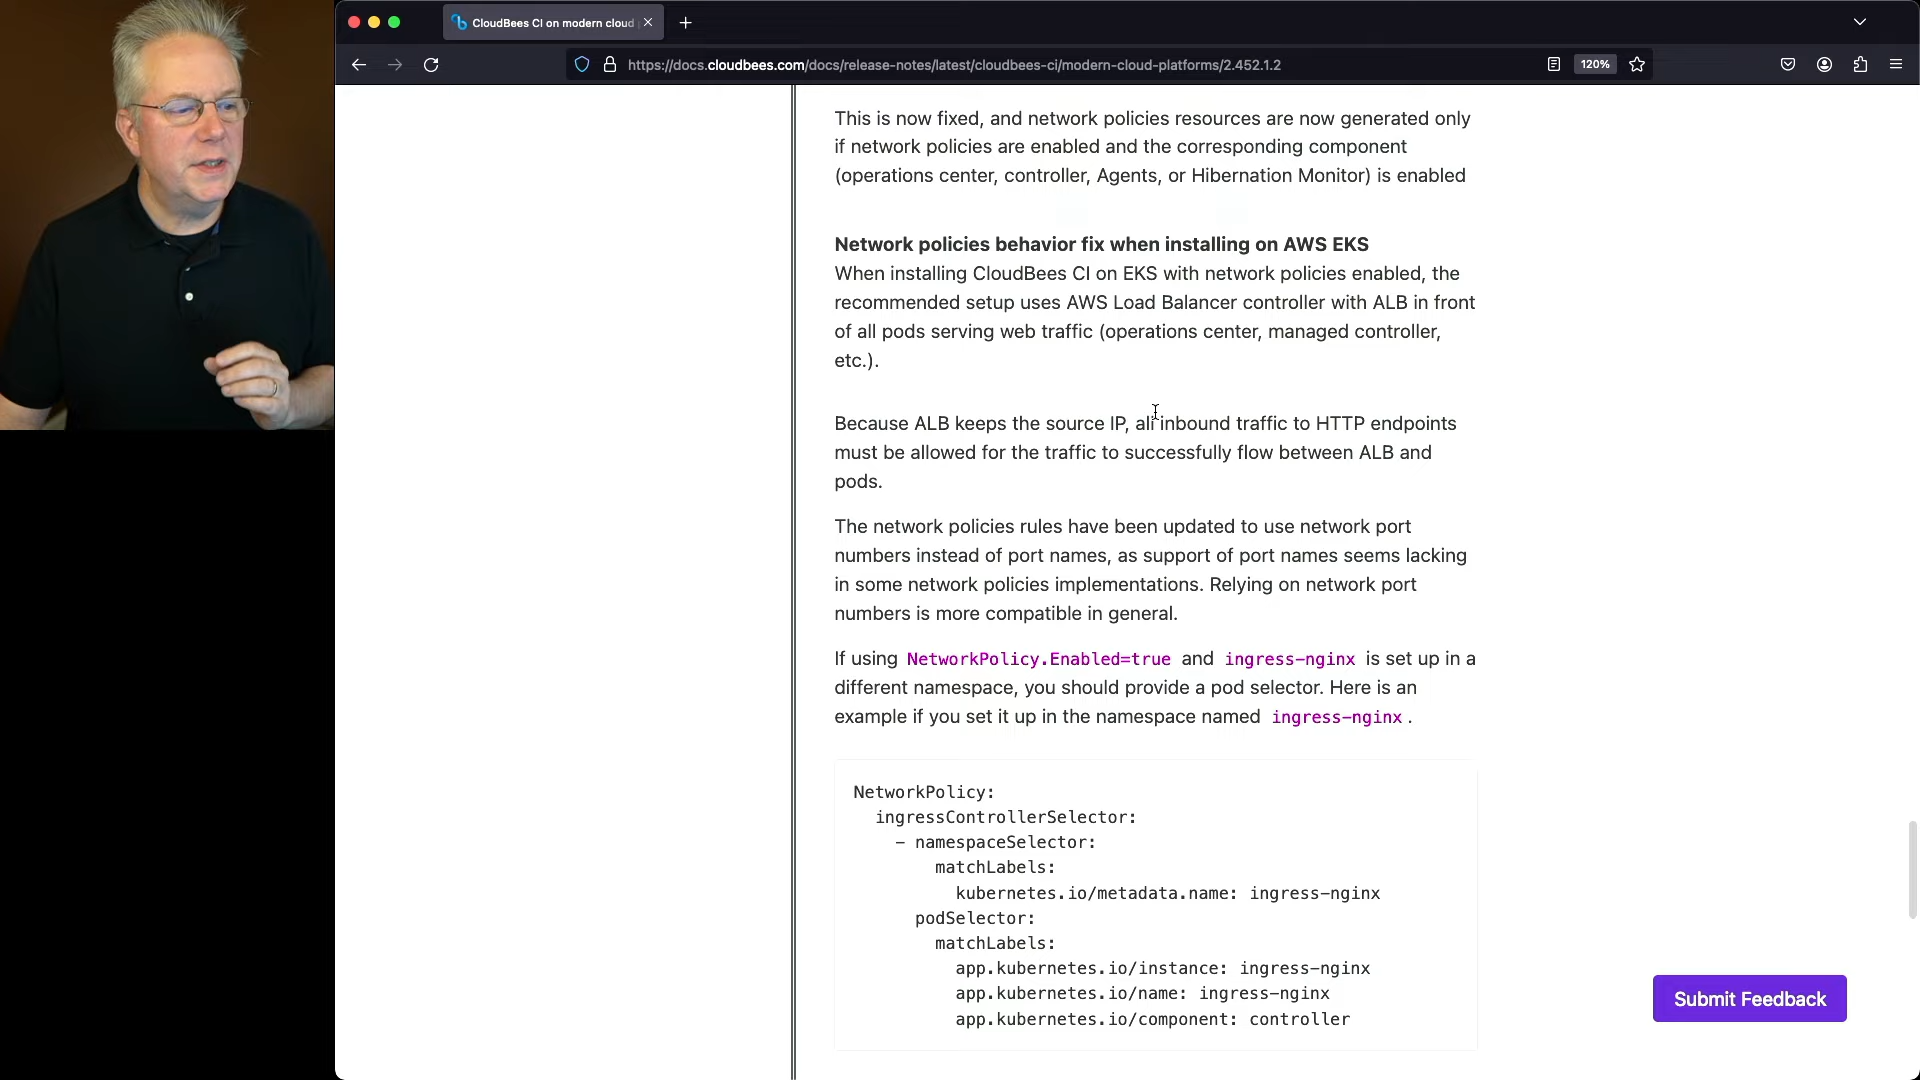 CloudBees CI on modern cloud
https://docs.cloudbees.com/docs/release-notes/latest/cloudbees-ci/modern-cloud-platforms/2.452.1.2
120%
This is now fixed, and network policies resources are now generated only
if network policies are enabled and the corresponding component
(operations center, controller, Agents, or Hibernation Monitor) is enabled
Network policies behavior fix when installing on AWS EKS
When installing CloudBees CI on EKS with network policies enabled, the
recommended setup uses AWS Load Balancer controller with ALB in front
of all pods serving web traffic (operations center, managed controller,
etc.).
Because ALB keeps the source IP, all inbound traffic to HTTP endpoints
must be allowed for the traffic to successfully flow between ALB and
pods.
The network policies rules have been updated to use network port
numbers instead of port names, as support of port names seems lacking
in some network policies implementations. Relying on network port
numbers is more compatible in general.
If using NetworkPolicy.Enabled=true and ingress-nginx is set up in a
different namespace, you should provide a pod selector. Here is an
example if you set it up in the namespace named ingress-nginx .
NetworkPolicy:
ingressControllerSelector:
- namespaceSelector:
matchLabels:
kubernetes.io/metadata.name: ingress-nginx
podSelector:
matchLabels:
app.kubernetes.io/instance: ingress-nginx
app.kubernetes.io/name: ingress-nginx
app.kubernetes.io/component: controller
Submit Feedback